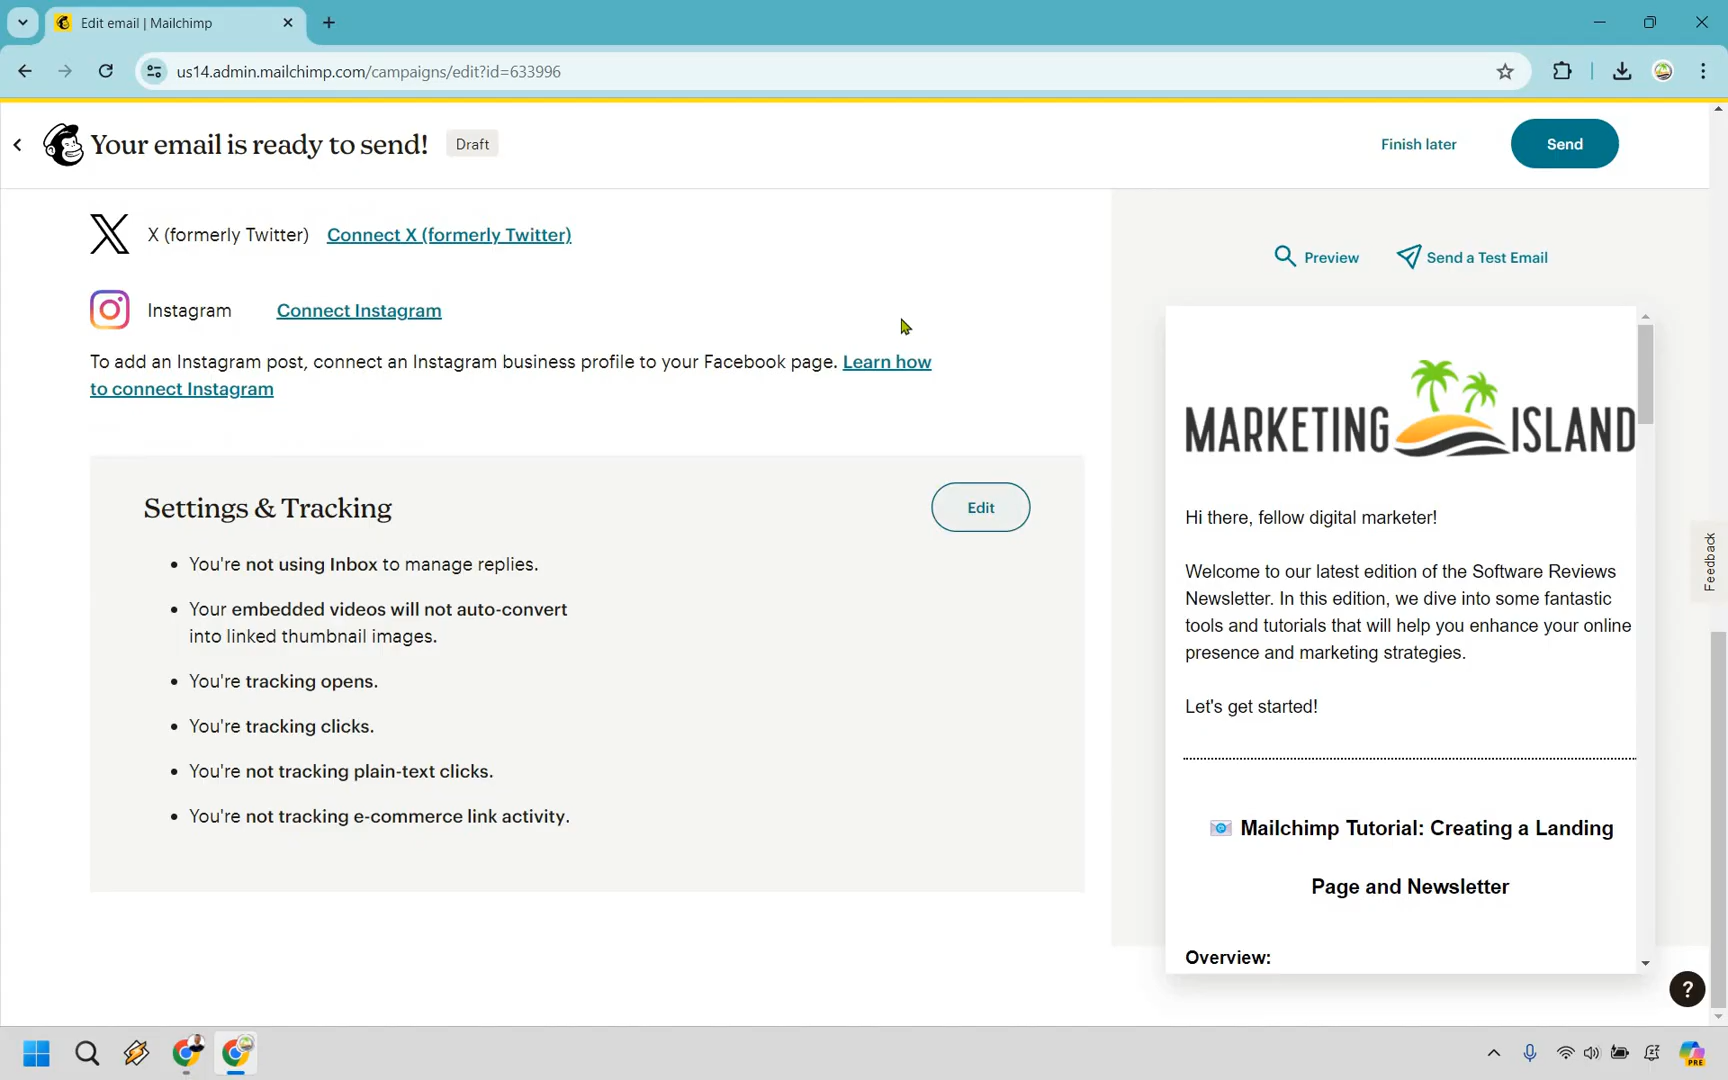 Edit email | Mailchimp
us14.admin.mailchimp.com/campaigns/edit?id=633996
Your email is ready to send!
Draft
Finish later
Send
X (formerly Twitter)
Connect X (formerly Twitter)
Instagram
Connect Instagram
To add an Instagram post, connect an Instagram business profile to your Facebook page. Learn how
to connect Instagram
Settings & Tracking
Edit
You're not using Inbox to manage replies.
Your embedded videos will not auto-convert
into linked thumbnail images.
You're tracking opens.
You're tracking clicks.
You're not tracking plain-text clicks.
You're not tracking e-commerce link activity.
Preview
Send a Test Email
MARKETING ISLAND
Hi there, fellow digital marketer!
Welcome to our latest edition of the Software Reviews
Newsletter. In this edition, we dive into some fantastic
tools and tutorials that will help you enhance your online
presence and marketing strategies.
Let's get started!
Mailchimp Tutorial: Creating a Landing
Page and Newsletter
Overview:
Feedback
?
PRE